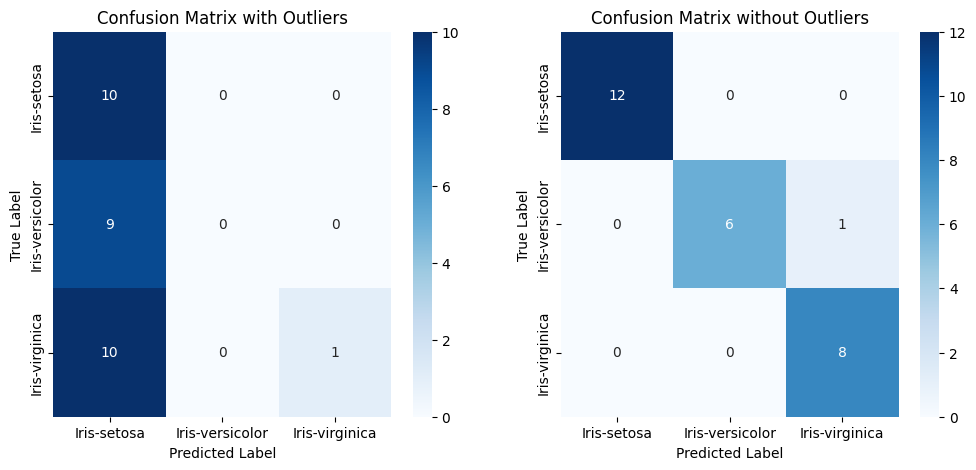 Confusion Matrix with Outliers
True Label
Iris-setosa
Iris-versicolor
Iris-virginica
10 0 0
9 0 0
10 0 1
Iris-setosa Iris-versicolor Iris-virginica
Predicted Label
10
8
6
4
2
0
Confusion Matrix without Outliers
True Label
Iris-setosa
Iris-versicolor
Iris-virginica
12 0 0
0 6 1
0 0 8
Iris-setosa Iris-versicolor Iris-virginica
Predicted Label
12
10
8
6
4
2
0